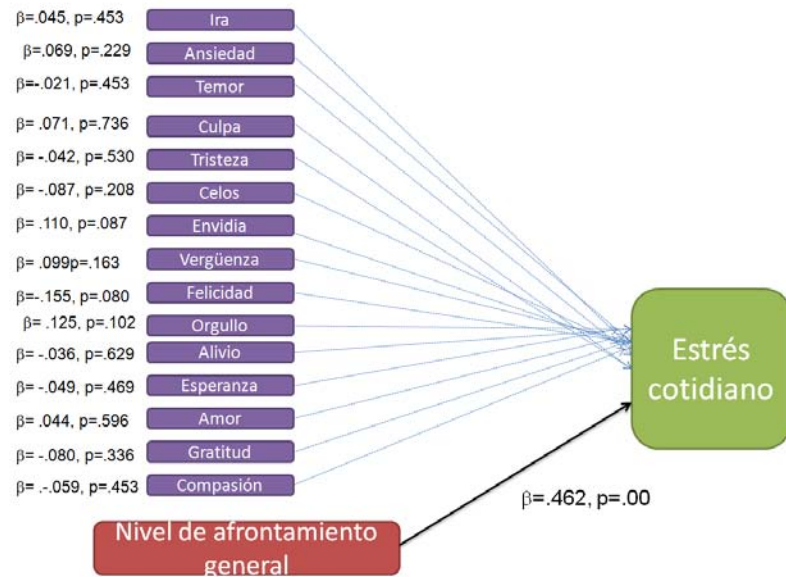 β=.045, p=.453 Ira
β=.069, p=.229 Ansiedad
β=-.021, p=.453 Temor
β= .071, p=.736 Culpa
β= -.042, p=.530 Tristeza
β= -.087, p=.208 Celos
β= .110, p=.087 Envidia
β= .099p=.163 Vergüenza
β=-.155, p=.080 Felicidad
β= .125, p=.102 Orgullo
β= -.036, p=.629 Alivio
β= -.049, p=.469 Esperanza
β= .044, p=.596 Amor
β= -.080, p=.336 Gratitud
β= .-.059, p=.453 Compasión
Estrés
cotidiano
β=.462, p=.00
Nivel de afrontamiento
general